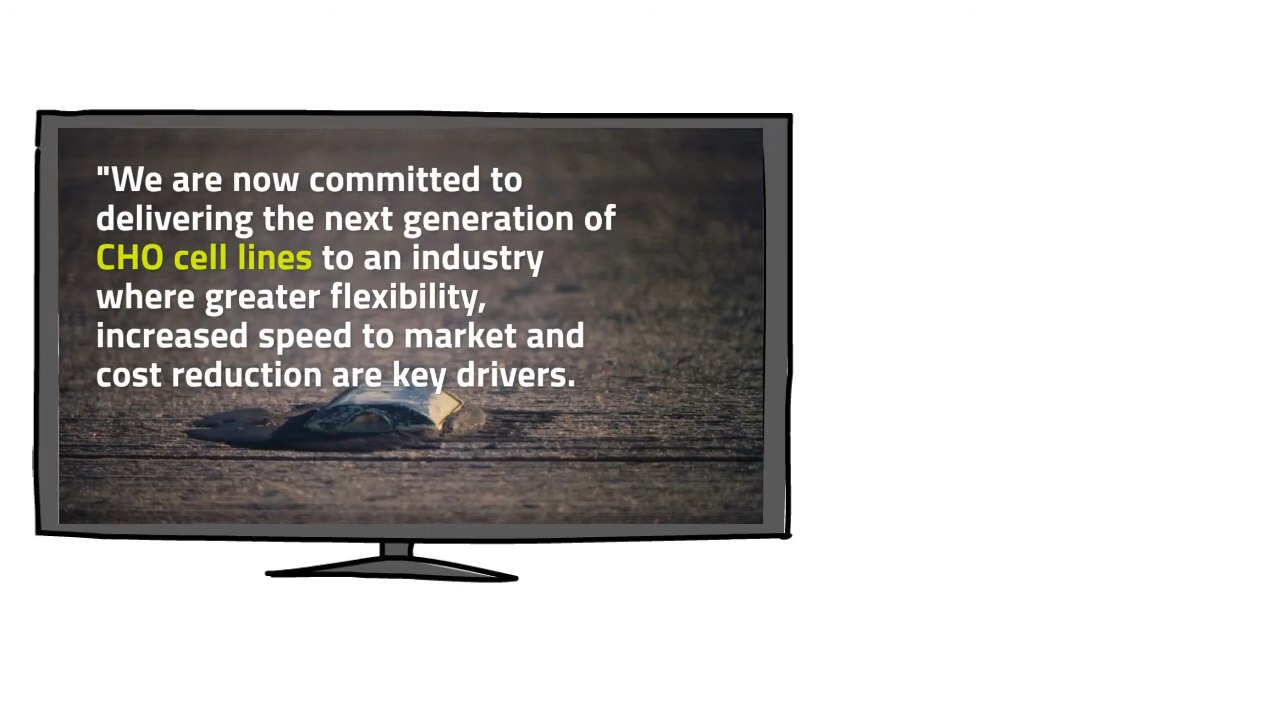 "We are now committed to
delivering the next generation of
CHO cell lines to an industry
where greater flexibility,
increased speed to market and
cost reduction are key drivers.